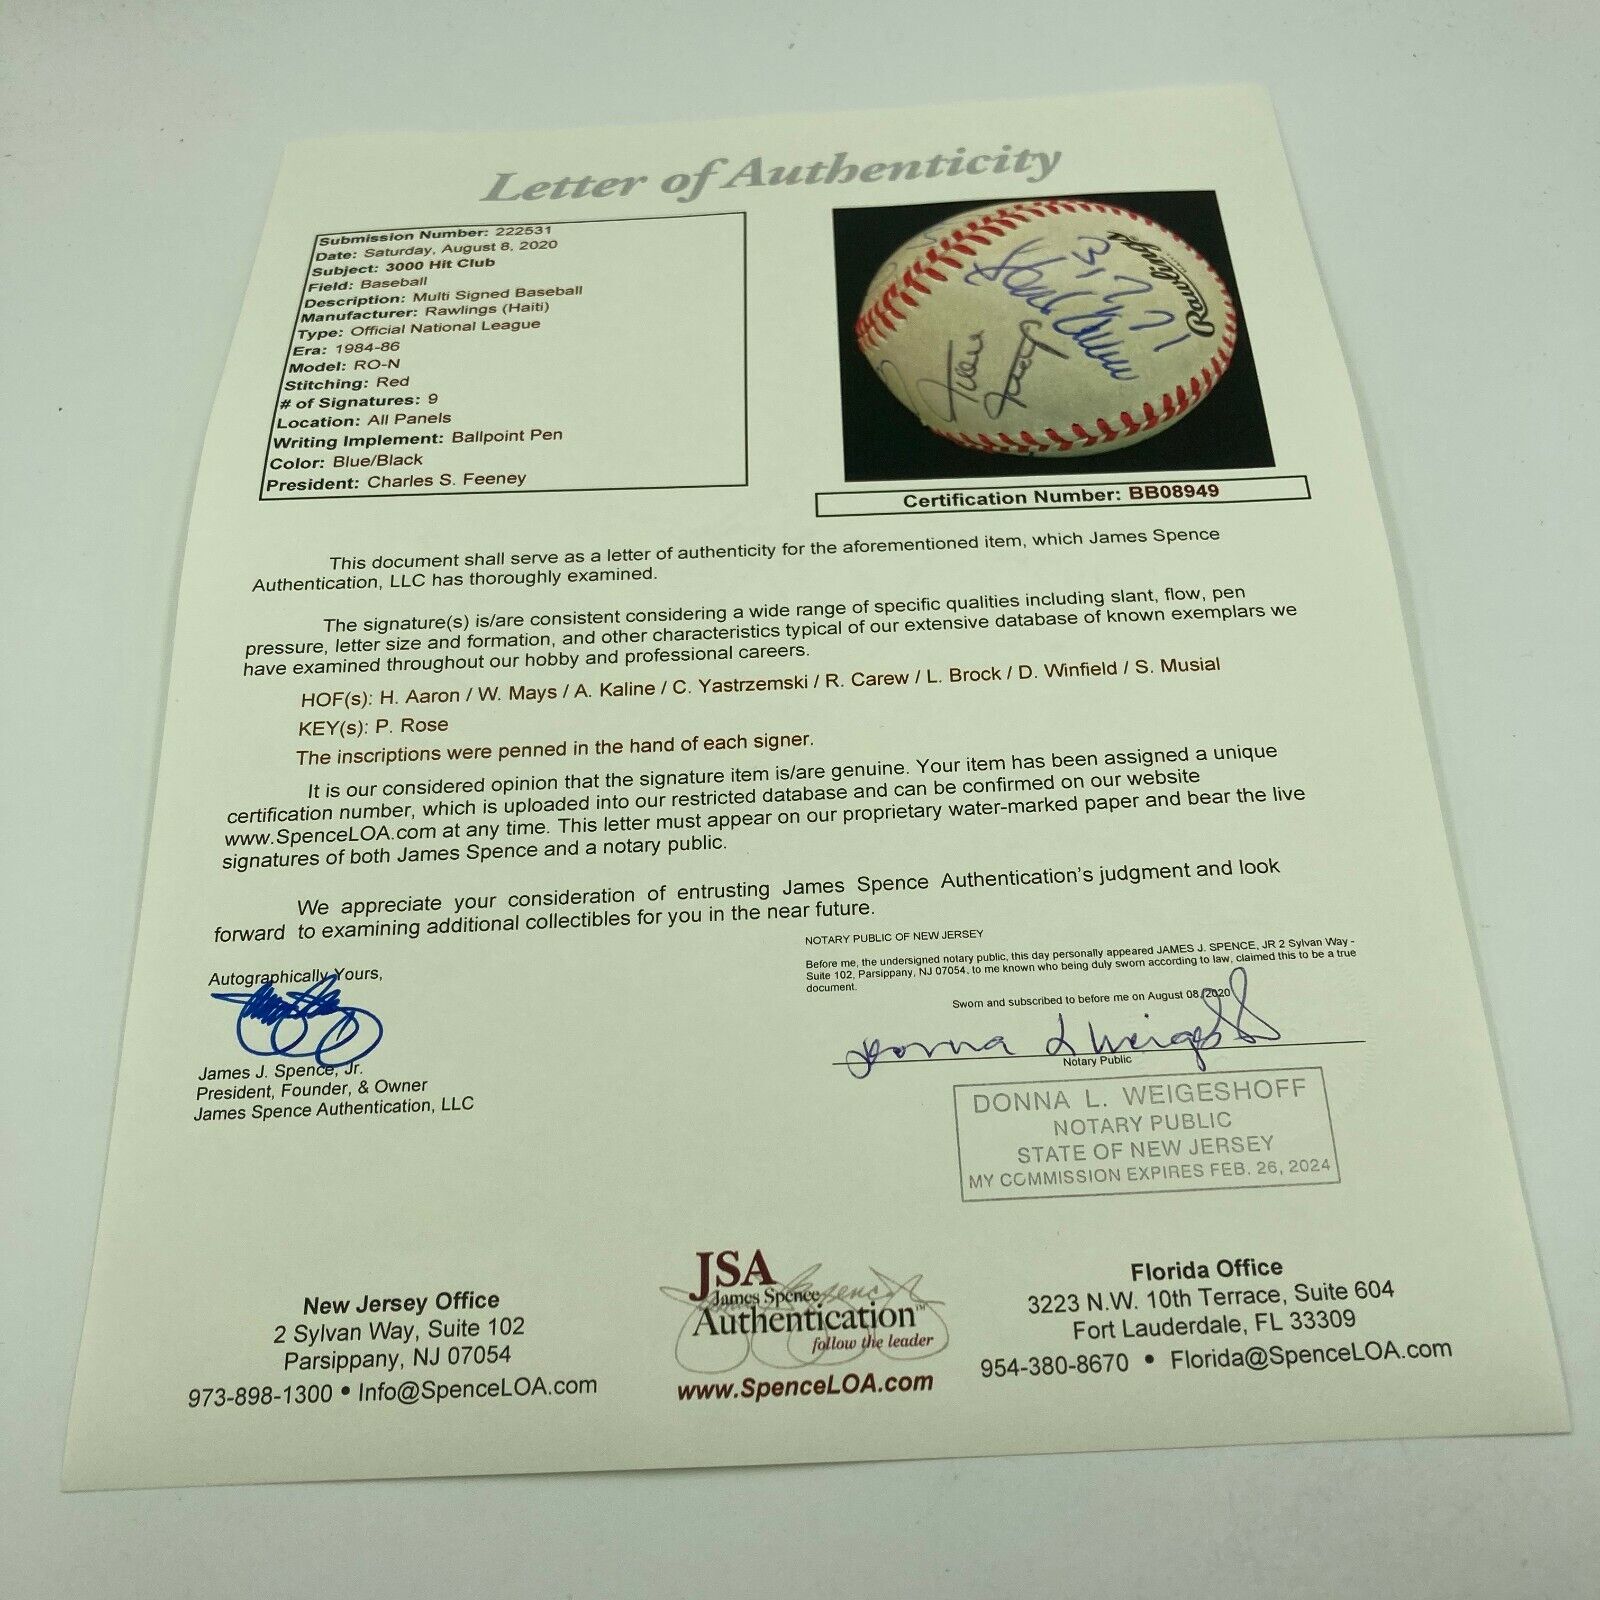 Letter of Authenticity
Submission Number: 222531
Date: Saturday, August 8, 2020
Subject: 3000 Hit Club
Field: Baseball
Description: Multi Signed Baseball
Manufacturer: Rawlings (Haiti)
Type: Official National League
Era: 1984-86
Model: RO-N
Stitching: Red
# of Signatures: 9
Location: All Panels
Writing Implement: Ballpoint Pen
Color: Blue/Black
President: Charles S. Feeney
Rawlings
3771
Hank Aaron
Willie
Mays
Certification Number: BB08949
This document shall serve as a letter of authenticity for the aforementioned item, which James Spence
Authentication, LLC has thoroughly examined.
The signature(s) is/are consistent considering a wide range of specific qualities including slant, flow, pen
pressure, letter size and formation, and other characteristics typical of our extensive database of known exemplars we
have examined throughout our hobby and professional careers.
HOF(s): H. Aaron / W. Mays / A. Kaline / C. Yastrzemski / R. Carew / L. Brock / D. Winfield / S. Musial
KEY(s): P. Rose
The inscriptions were penned in the hand of each signer.
It is our considered opinion that the signature item is/are genuine. Your item has been assigned a unique
certification number, which is uploaded into our restricted database and can be confirmed on our website
www.SpenceLOA.com at any time. This letter must appear on our proprietary water-marked paper and bear the live
signatures of both James Spence and a notary public.
We appreciate your consideration of entrusting James Spence Authentication's judgment and look
forward to examining additional collectibles for you in the near future.
Autographically Yours,
James J. Spence, Jr.
President, Founder, & Owner
James Spence Authentication, LLC
NOTARY PUBLIC OF NEW JERSEY
Before me, the undersigned notary public, this day personally appeared JAMES J. SPENCE, JR 2 Sylvan Way -
Suite 102, Parsippany, NJ 07054, to me known who being duly sworn according to law, claimed this to be a true
document.
Sworn and subscribed to before me on August 08, 2020
Donna L Weigeshoff
Notary Public
DONNA L. WEIGESHOFF
NOTARY PUBLIC
STATE OF NEW JERSEY
MY COMMISSION EXPIRES FEB. 26, 2024
New Jersey Office
2 Sylvan Way, Suite 102
Parsippany, NJ 07054
973-898-1300 • Info@SpenceLOA.com
JSA
James Spence
Authentication™
follow the leader
www.SpenceLOA.com
Florida Office
3223 N.W. 10th Terrace, Suite 604
Fort Lauderdale, FL 33309
954-380-8670 • Florida@SpenceLOA.com